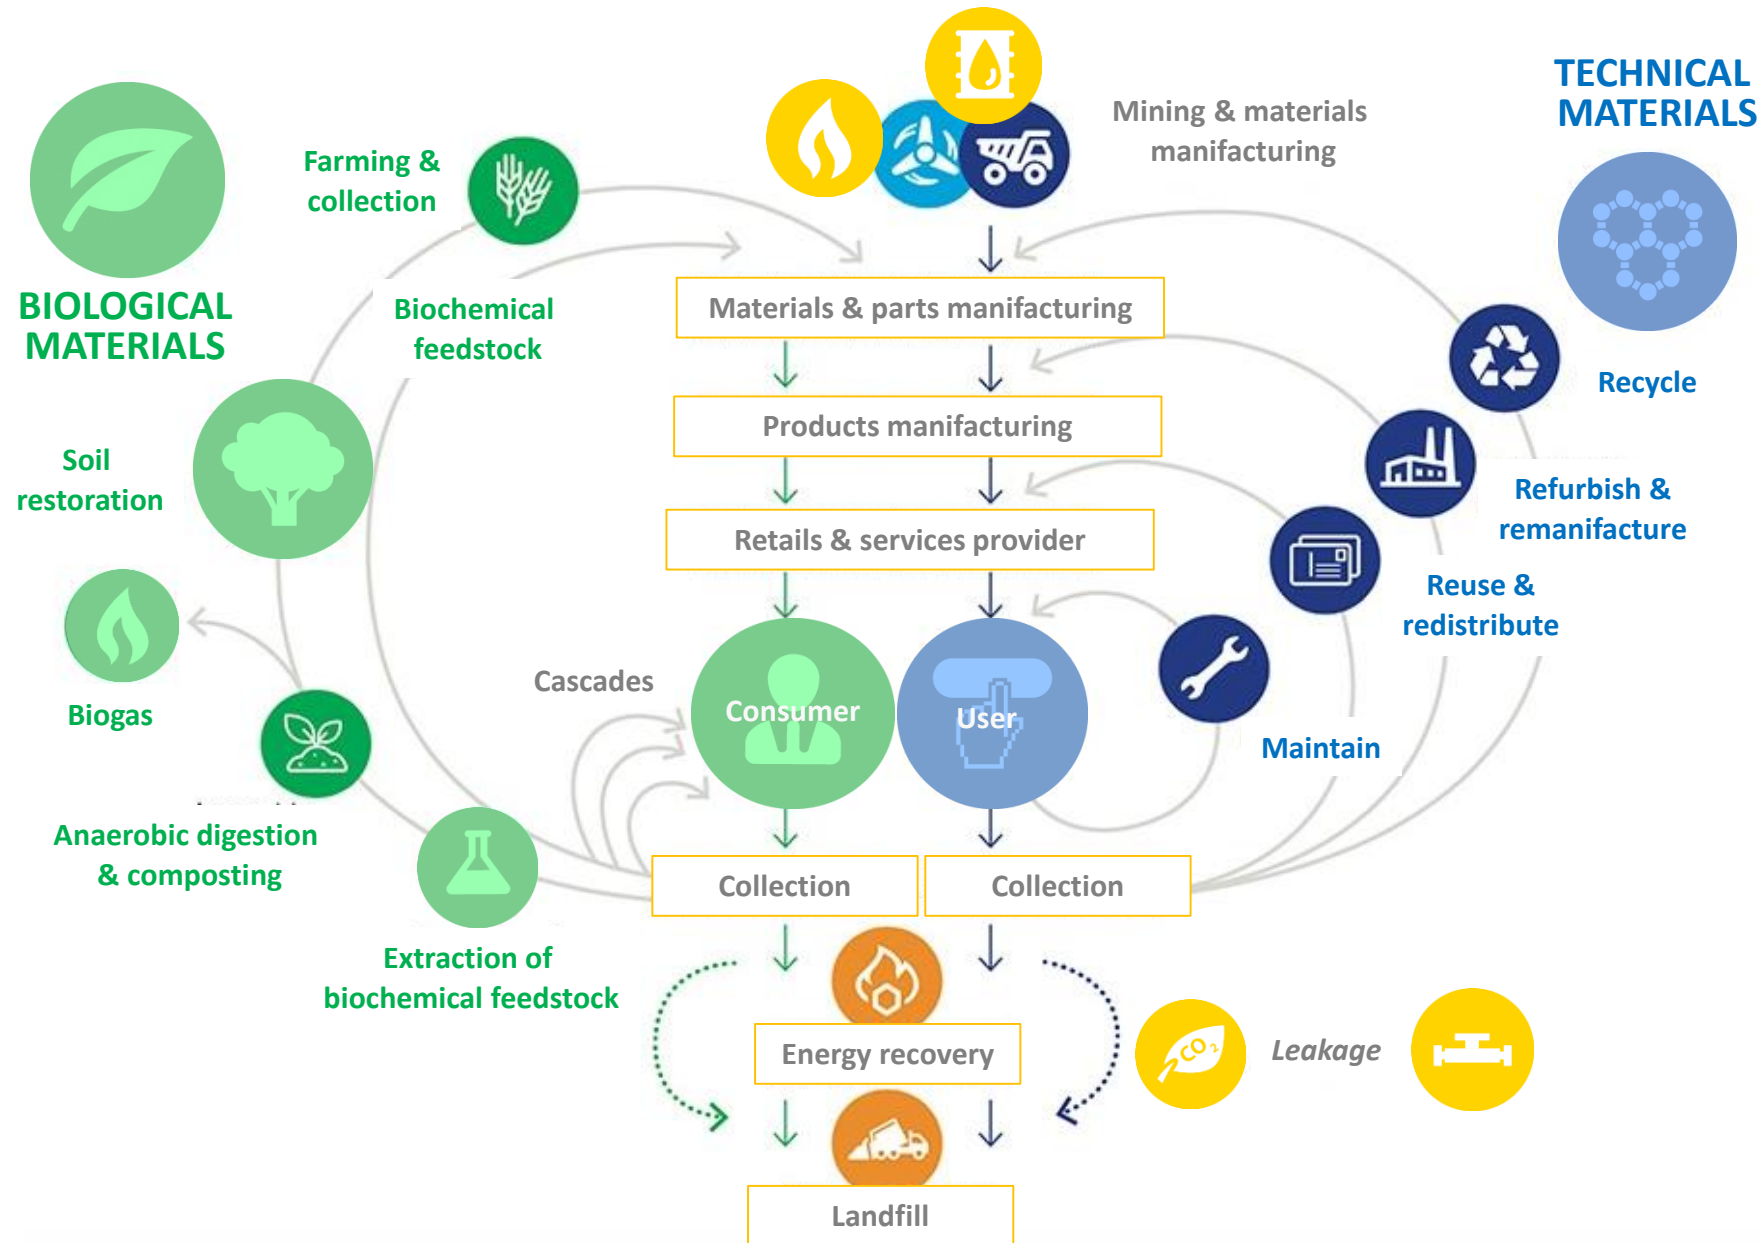 TECHNICAL
MATERIALS
Mining & materials
manifacturing
Farming &
collection
BIOLOGICAL
MATERIALS
Biochemical
feedstock
Materials & parts manifacturing
Recycle
Products manifacturing
Soil
restoration
Refurbish &
remanifacture
Retails & services provider
Reuse &
redistribute
Cascades
Consumer
User
Biogas
Maintain
Anaerobic digestion
& composting
Collection
Collection
Extraction of
biochemical feedstock
Energy recovery
CO2
Leakage
Landfill